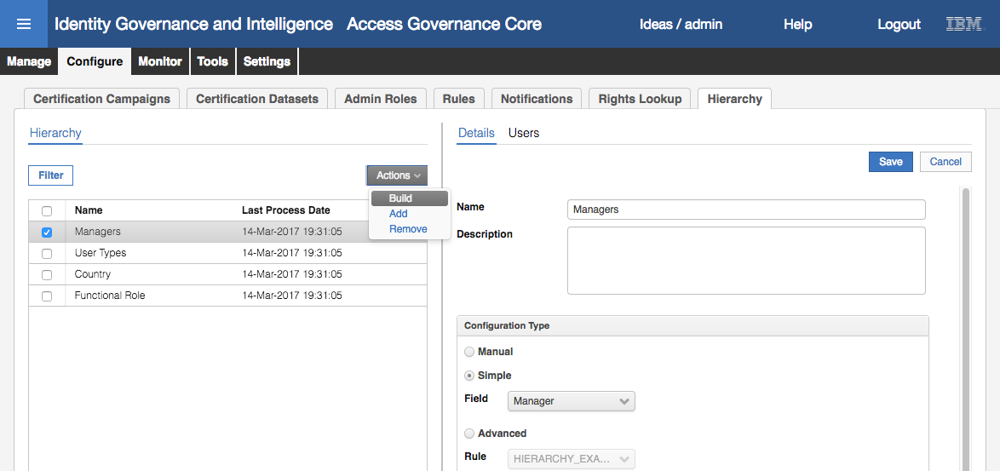 Identity Governance and Intelligence Access Governance Core Ideas / admin Help Logout IBM
Manage Configure Monitor Tools Settings
Certification Campaigns Certification Datasets Admin Roles Rules Notifications Rights Lookup Hierarchy
Hierarchy
Filter
Actions
Build
Add
Remove
Name Last Process Date
Managers 14-Mar-2017 19:31:05
User Types 14-Mar-2017 19:31:05
Country 14-Mar-2017 19:31:05
Functional Role 14-Mar-2017 19:31:05
Details Users
Save Cancel
Name Managers
Description
Configuration Type
Manual
Simple
Field Manager
Advanced
Rule HIERARCHY_EXA...